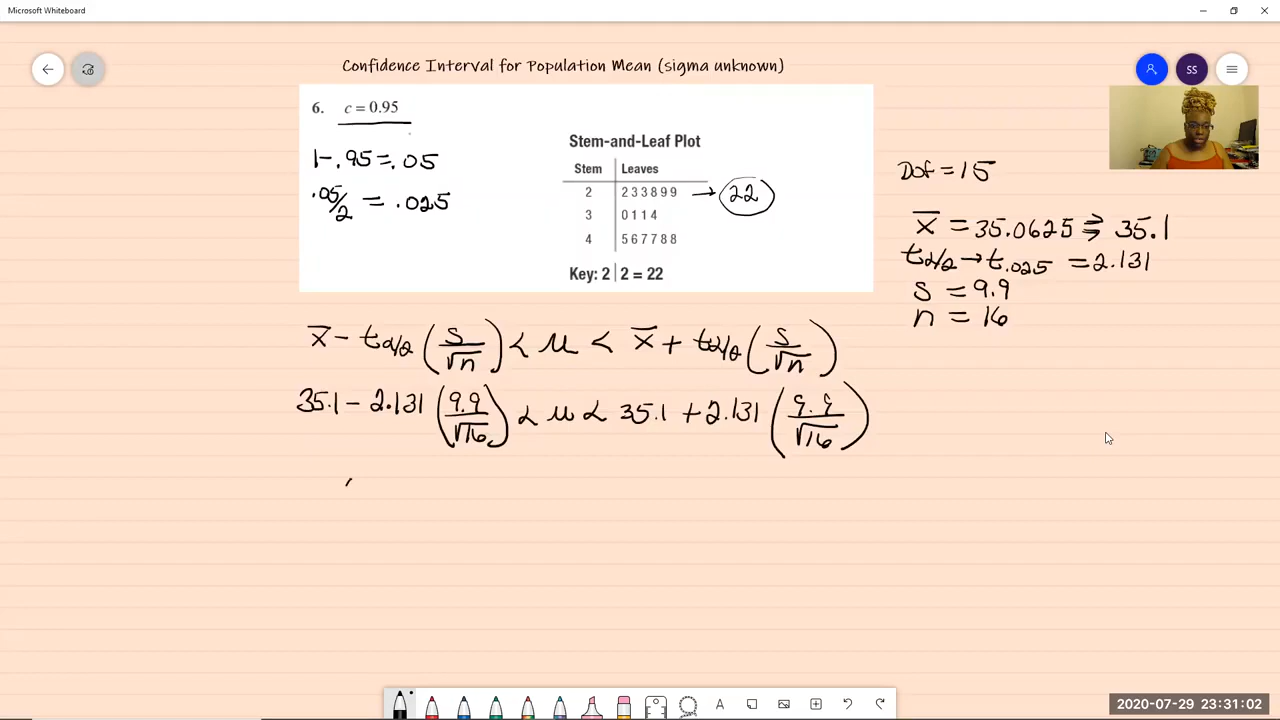 Microsoft Whiteboard
Confidence Interval for Population Mean (sigma unknown)
SS
6. c = 0.95
1 - .95 = .05
.05/2 = .025
Stem-and-Leaf Plot
Stem Leaves
2 2 3 3 8 9 9 → 22
3 0 1 1 4
4 5 6 7 7 8 8
Key: 2 | 2 = 22
Dof = 15
x̄ = 35.0625 ⇒ 35.1
tα/2 → t.025 = 2.131
s = 9.9
n = 16
x̄ - tα/2 (s/√n) < μ < x̄ + tα/2 (s/√n)
35.1 - 2.131 (9.9/√16) < μ < 35.1 + 2.131 (9.9/√16)
A
2020-07-29 23:31:02